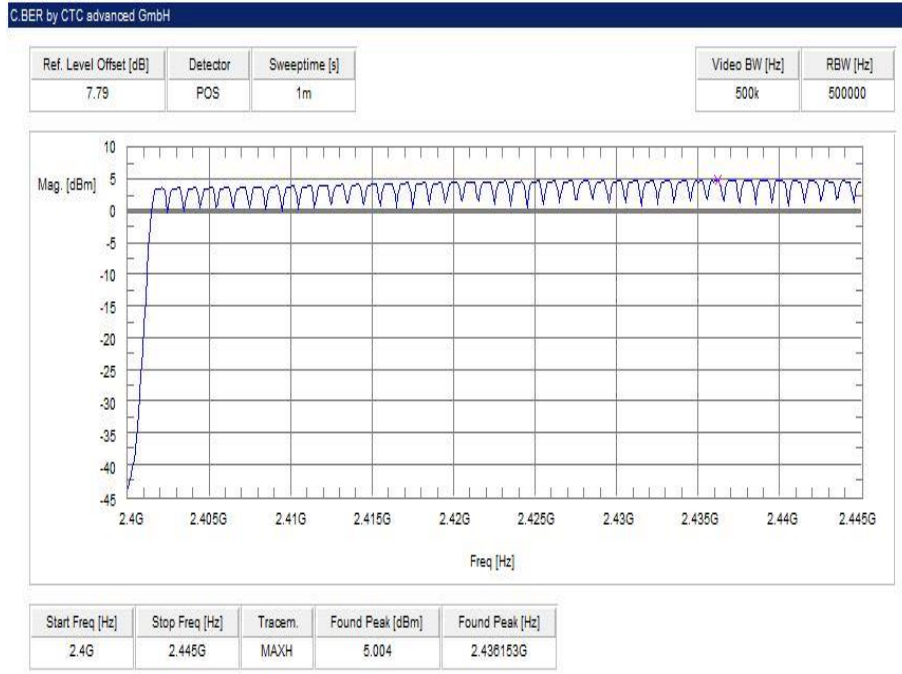 C.BER by CTC advanced GmbH
Ref. Level Offset [dB] Detector Sweeptime [s] Video BW [Hz] RBW [Hz]
7.79 POS 1m 500k 500000
Mag. [dBm]
10
5
0
-5
-10
-15
-20
-25
-30
-35
-40
-45
2.4G 2.405G 2.41G 2.415G 2.42G 2.425G 2.43G 2.435G 2.44G 2.445G
Freq [Hz]
Start Freq [Hz] Stop Freq [Hz] Tracem. Found Peak [dBm] Found Peak [Hz]
2.4G 2.445G MAXH 5.004 2.436153G